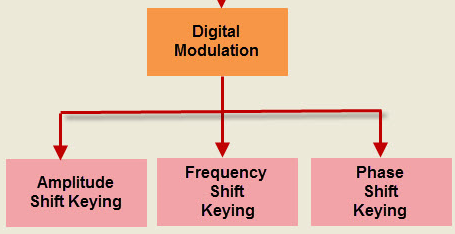 Digital
Modulation
Amplitude
Shift Keying
Frequency
Shift
Keying
Phase
Shift
Keying